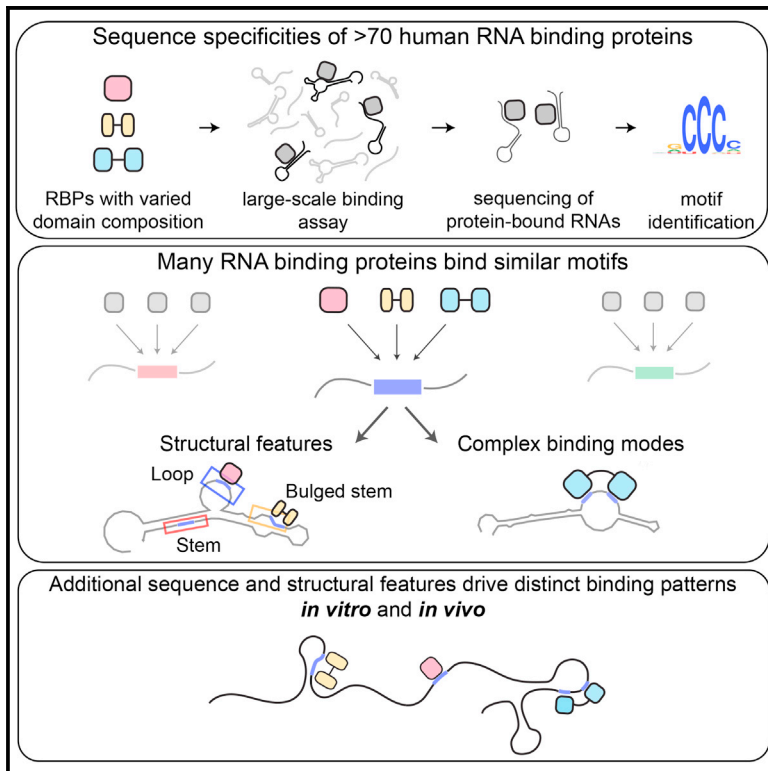 Sequence specificities of >70 human RNA binding proteins
RBPs with varied domain composition
large-scale binding assay
sequencing of protein-bound RNAs
CCC
motif identification
Many RNA binding proteins bind similar motifs
Structural features
Complex binding modes
Loop
Bulged stem
Stem
Additional sequence and structural features drive distinct binding patterns
in vitro and in vivo